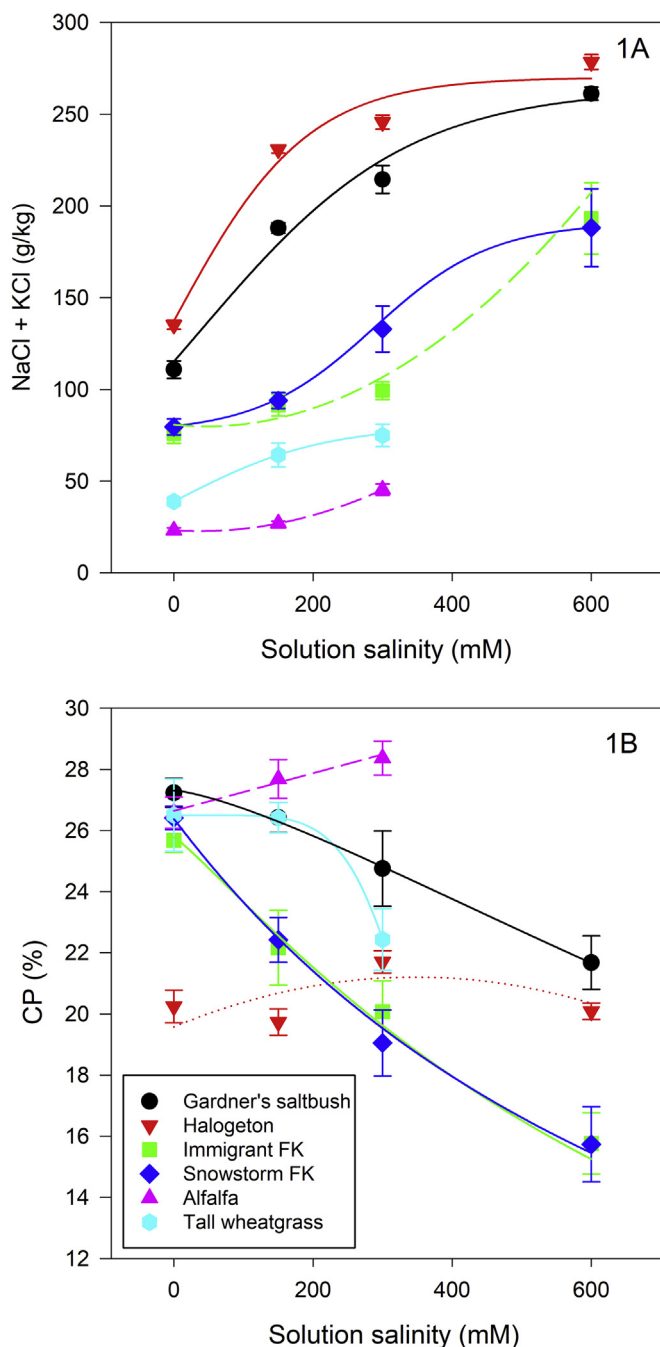 1A
300
250
200
150
100
50
0
NaCl + KCl (g/kg)
0 200 400 600
Solution salinity (mM)
1B
30
28
26
24
22
20
18
16
14
12
CP (%)
Gardner's saltbush
Halogeton
Immigrant FK
Snowstorm FK
Alfalfa
Tall wheatgrass
0 200 400 600
Solution salinity (mM)